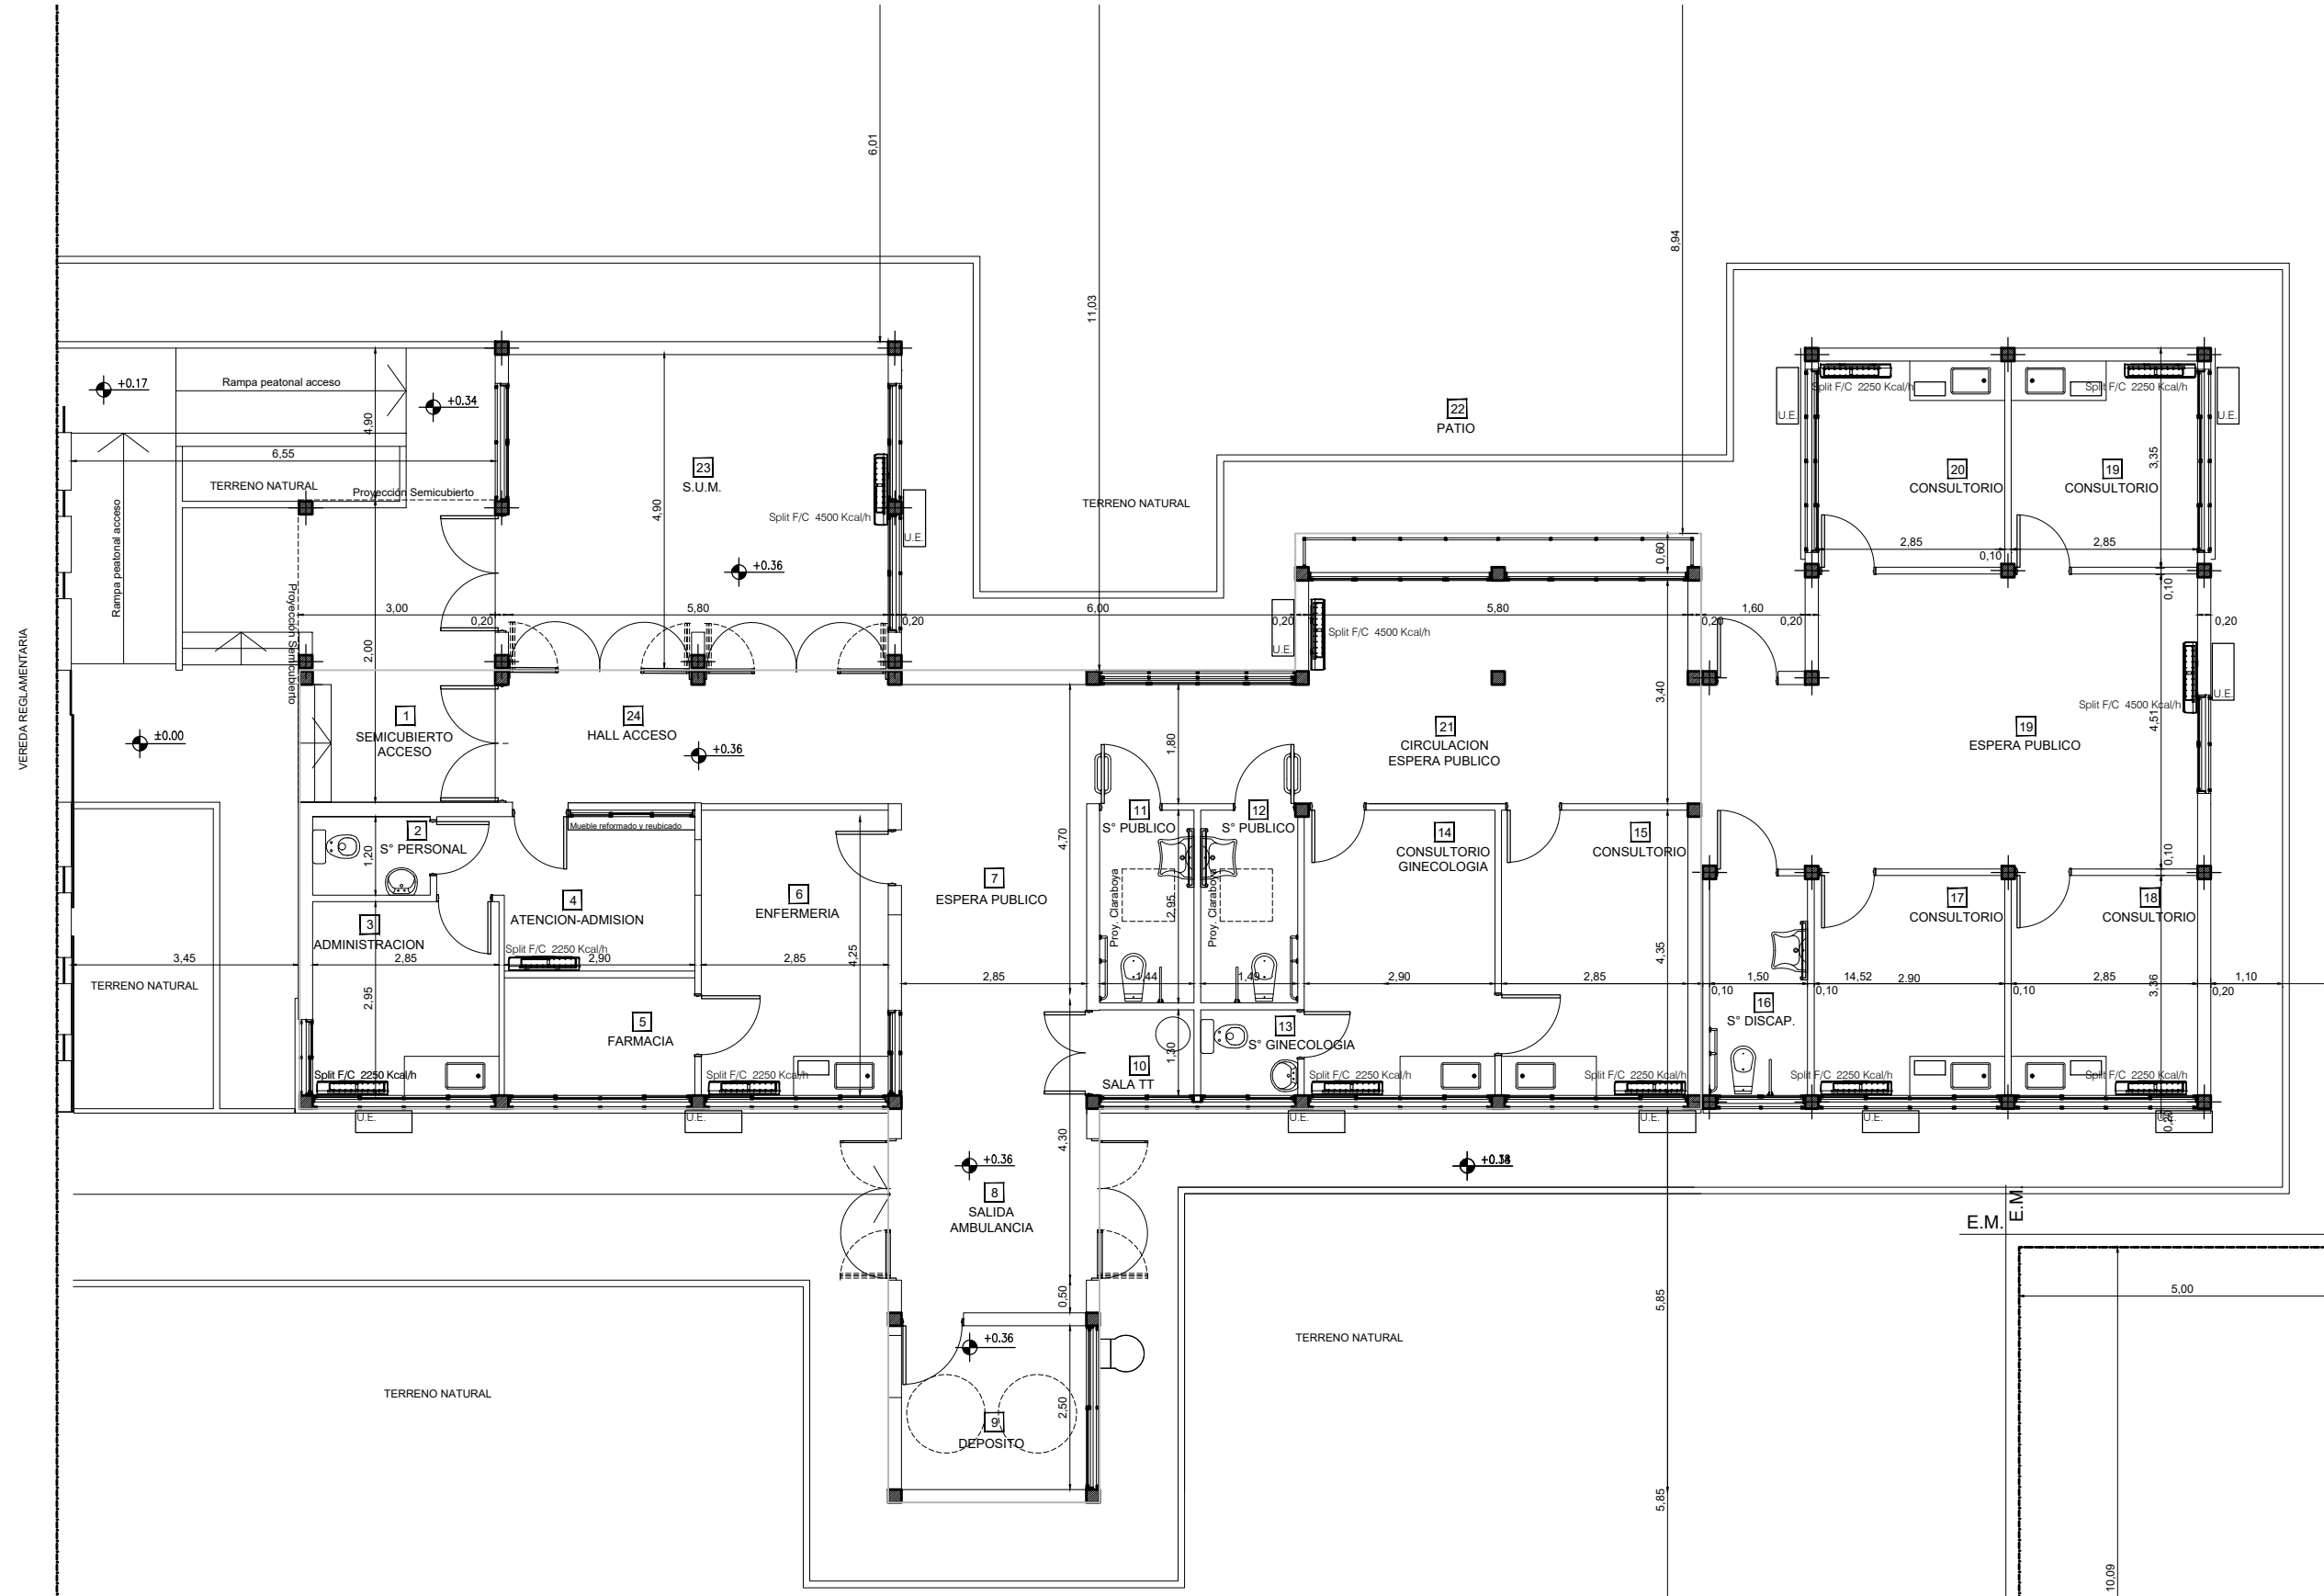 6,01
11,03
8,94
+0.17
Rampa peatonal acceso
+0.34
4,90
6,55
TERRENO NATURAL
Proyección Semicubierto
Rampa peatonal acceso
Proyección Semicubierto
VEREDA REGLAMENTARIA
23
S.U.M.
4,90
Split F/C 4500 Kcal/h
U.E.
+0.36
3,00
0,20
5,80
0,20
6,00
0,20
5,80
0,20
1,60
0,20
2,00
22
PATIO
TERRENO NATURAL
0,60
Split F/C 4500 Kcal/h
U.E.
Split F/C 2250 Kcal/h
Split F/C 2250 Kcal/h
U.E.
U.E.
20
CONSULTORIO
19
CONSULTORIO
3,35
2,85
0,10
2,85
0,10
0,20
±0.00
1
SEMICUBIERTO
ACCESO
24
HALL ACCESO
+0.36
1,80
21
CIRCULACION
ESPERA PUBLICO
3,40
19
ESPERA PUBLICO
4,51
Split F/C 4500 Kcal/h
U.E.
2
S° PERSONAL
1,20
Mueble reformado y reubicado
4
ATENCION-ADMISION
3
ADMINISTRACION
Split F/C 2250 Kcal/h
6
ENFERMERIA
4,25
7
ESPERA PUBLICO
4,70
11
S° PUBLICO
12
S° PUBLICO
Proy. Claraboya
2,95
Proy. Claraboya
14
CONSULTORIO
GINECOLOGIA
15
CONSULTORIO
4,35
0,10
17
CONSULTORIO
18
CONSULTORIO
3,45
2,85
2,90
2,85
2,85
1,44
1,49
2,90
2,85
0,10
1,50
0,10
14,52
2.90
0,10
2,85
3,36
0,20
1,10
TERRENO NATURAL
2,95
5
FARMACIA
16
S° DISCAP.
13
S° GINECOLOGIA
1,30
10
SALA TT
Split F/C 2250 Kcal/h
Split F/C 2250 Kcal/h
Split F/C 2250 Kcal/h
Split F/C 2250 Kcal/h
Split F/C 2250 Kcal/h
Split F/C 2250 Kcal/h
U.E.
U.E.
U.E.
U.E.
U.E.
U.E.
0,20
4,30
+0.36
8
SALIDA
AMBULANCIA
E.M.
E.M.
0,50
5,85
5,00
+0.36
TERRENO NATURAL
TERRENO NATURAL
2,50
9
DEPOSITO
5,85
10,09